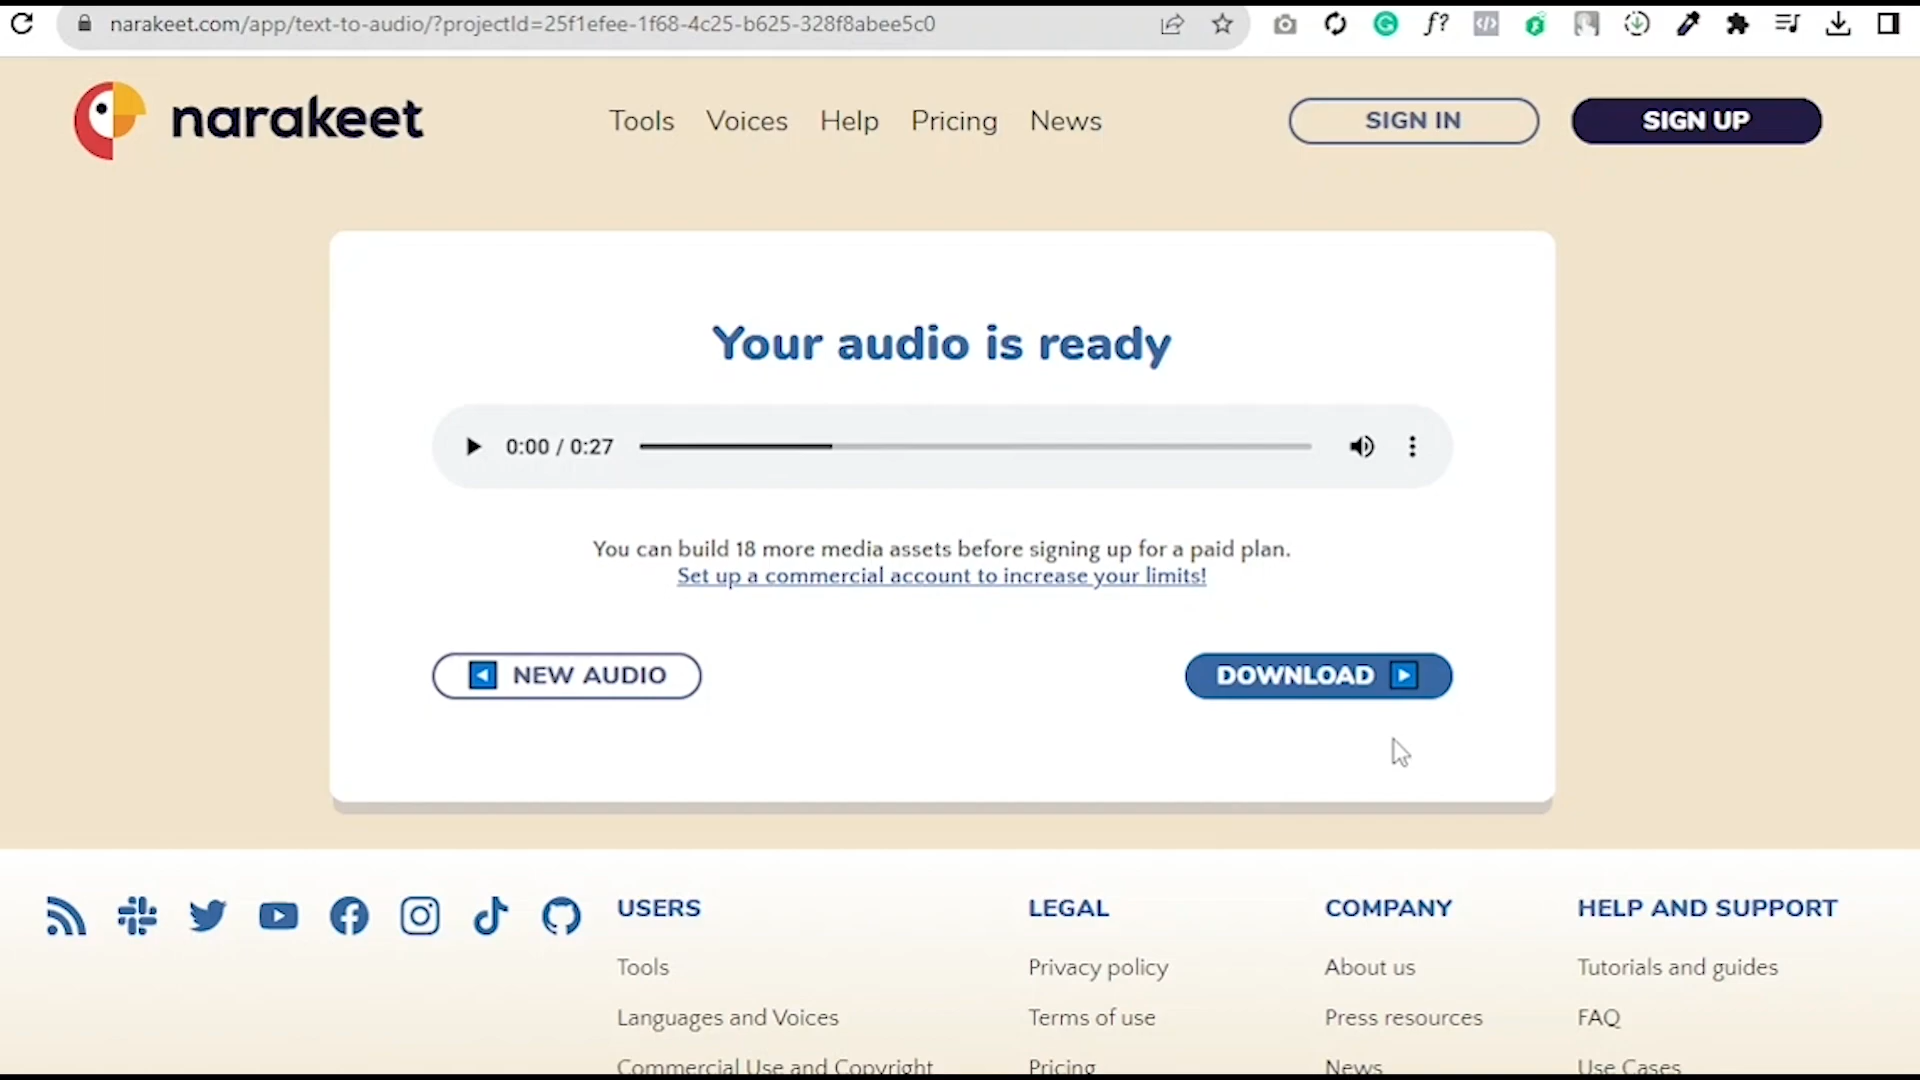 narakeet.com/app/text-to-audio/?projectId=25f1efee-1f68-4c25-b625-328f8abee5c0
f?
narakeet
Tools Voices Help Pricing News
SIGN IN
SIGN UP
Your audio is ready
0:00 / 0:27
You can build 18 more media assets before signing up for a paid plan.
Set up a commercial account to increase your limits!
NEW AUDIO
DOWNLOAD
USERS
Tools
Languages and Voices
Commercial Use and Copyright
LEGAL
Privacy policy
Terms of use
Pricing
COMPANY
About us
Press resources
News
HELP AND SUPPORT
Tutorials and guides
FAQ
Use Cases